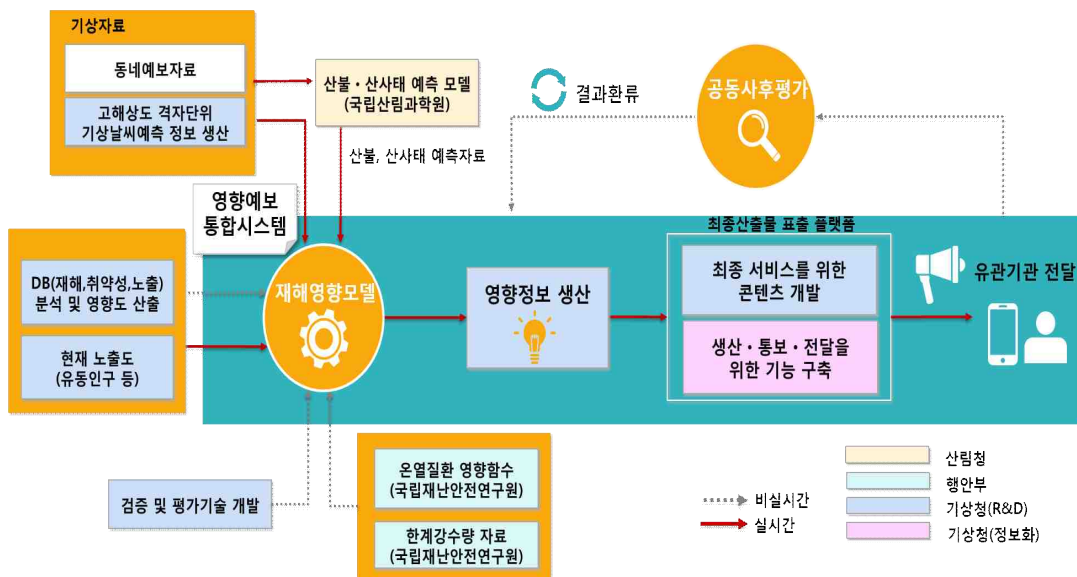 기상자료
동네예보자료
고해상도 격자단위
기상날씨예측 정보 생산
산불・산사태 예측 모델
(국립산림과학원)
산불, 산사태 예측자료
결과환류
공동사후평가
영향예보
통합시스템
최종산출물 표출 플랫폼
DB(재해,취약성,노출)
분석 및 영향도 산출
현재 노출도
(유동인구 등)
재해영향모델
영향정보 생산
최종 서비스를 위한
콘텐츠 개발
생산・통보・전달을
위한 기능 구축
유관기관 전달
검증 및 평가기술 개발
온열질환 영향함수
(국립재난안전연구원)
한계강수량 자료
(국립재난안전연구원)
비실시간
실시간
산림청
행안부
기상청(R&D)
기상청(정보화)